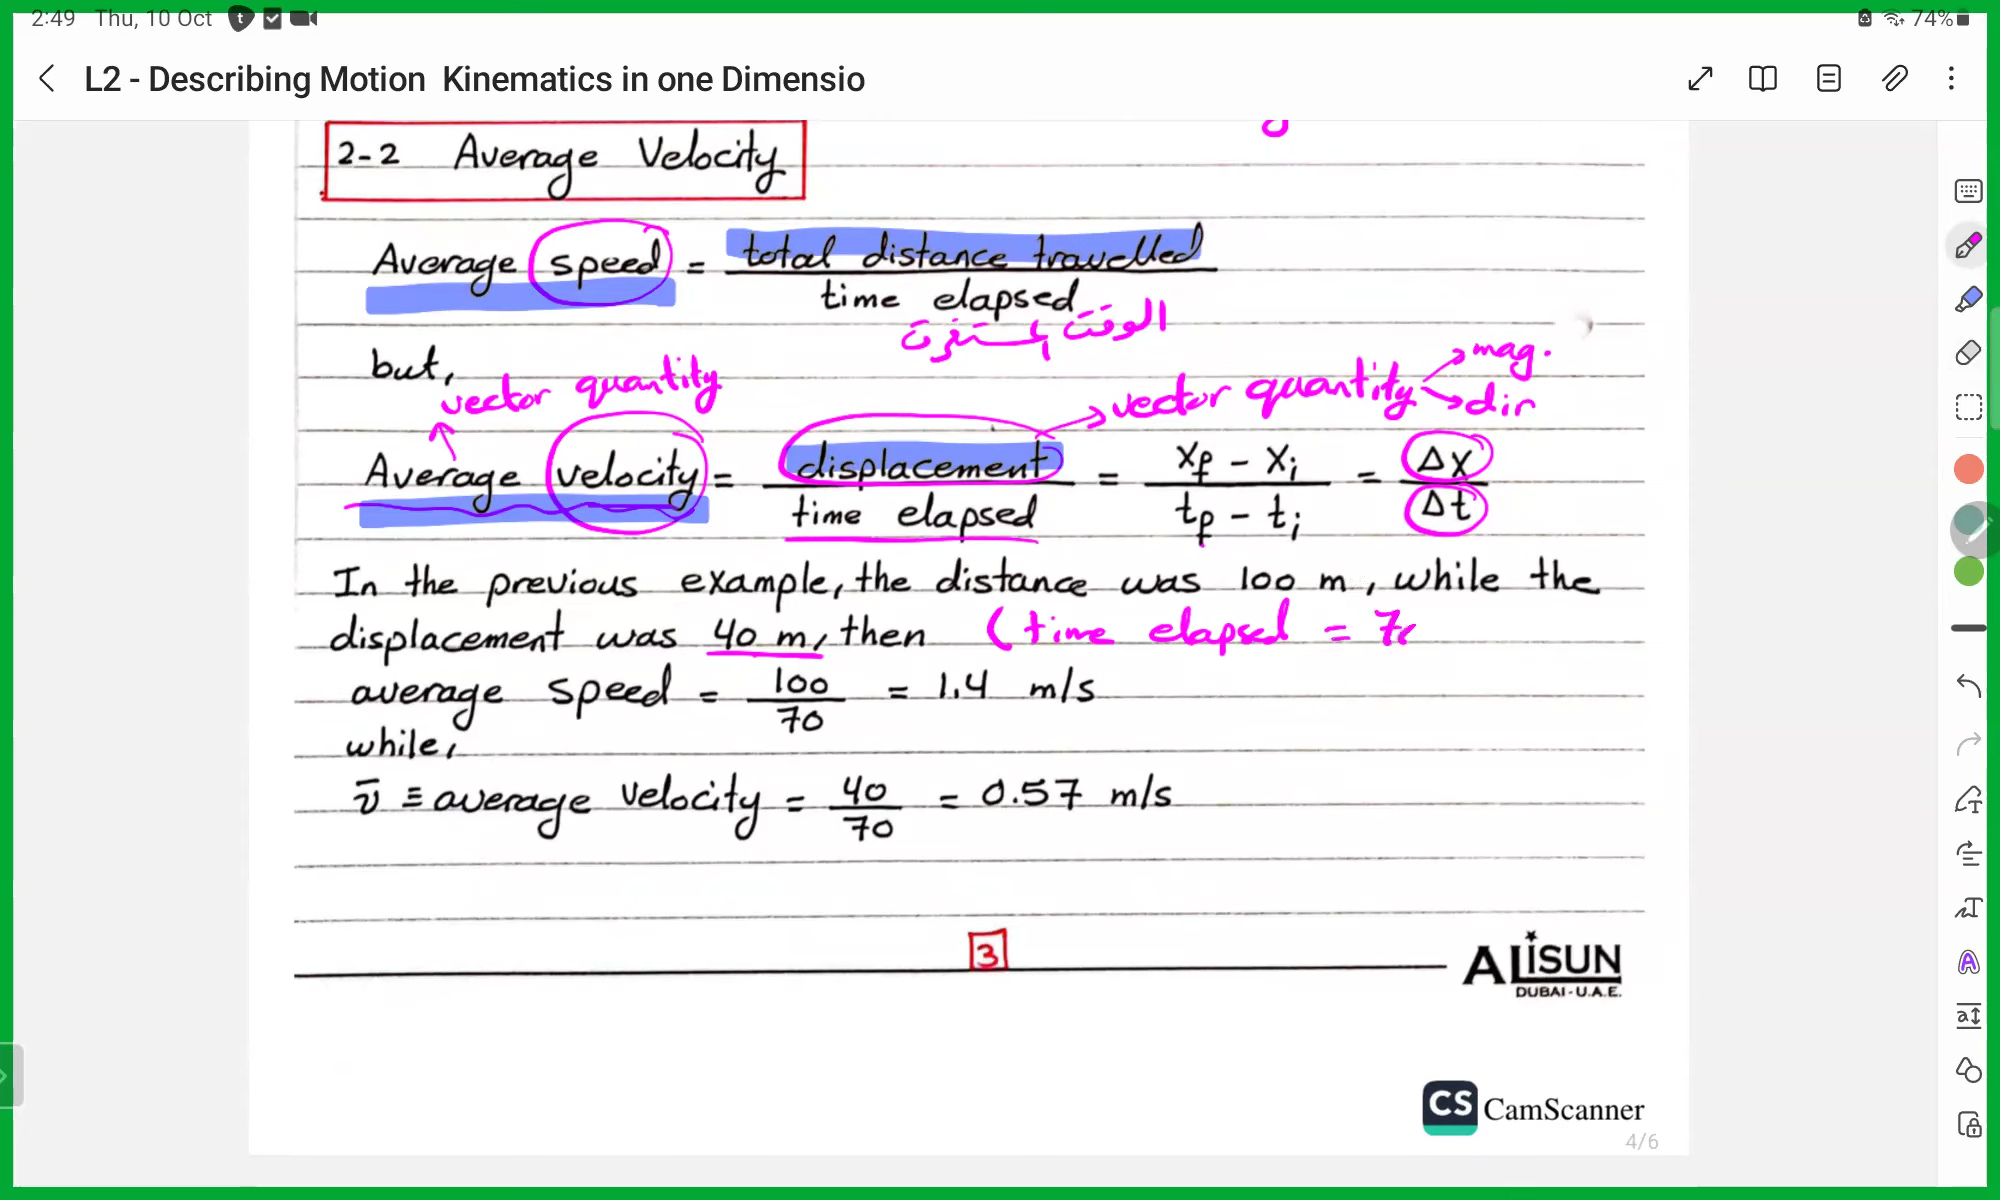 2:49 Thu, 10 Oct t 74%
L2 - Describing Motion Kinematics in one Dimensio
2-2 Average Velocity
Average speed = total distance travelled / time elapsed
الوقت
but,
vector quantity
vector quantity mag. dir
Average velocity = displacement / time elapsed = xf - xi / tf - ti = Δx / Δt
In the previous example, the distance was 100 m, while the
displacement was 40 m, then (time elapsed = 70
average speed = 100 / 70 = 1.4 m/s
while,
v̄ ≡ average velocity = 40 / 70 = 0.57 m/s
3
ALISUN
DUBAI - U.A.E.
CS CamScanner
4/6